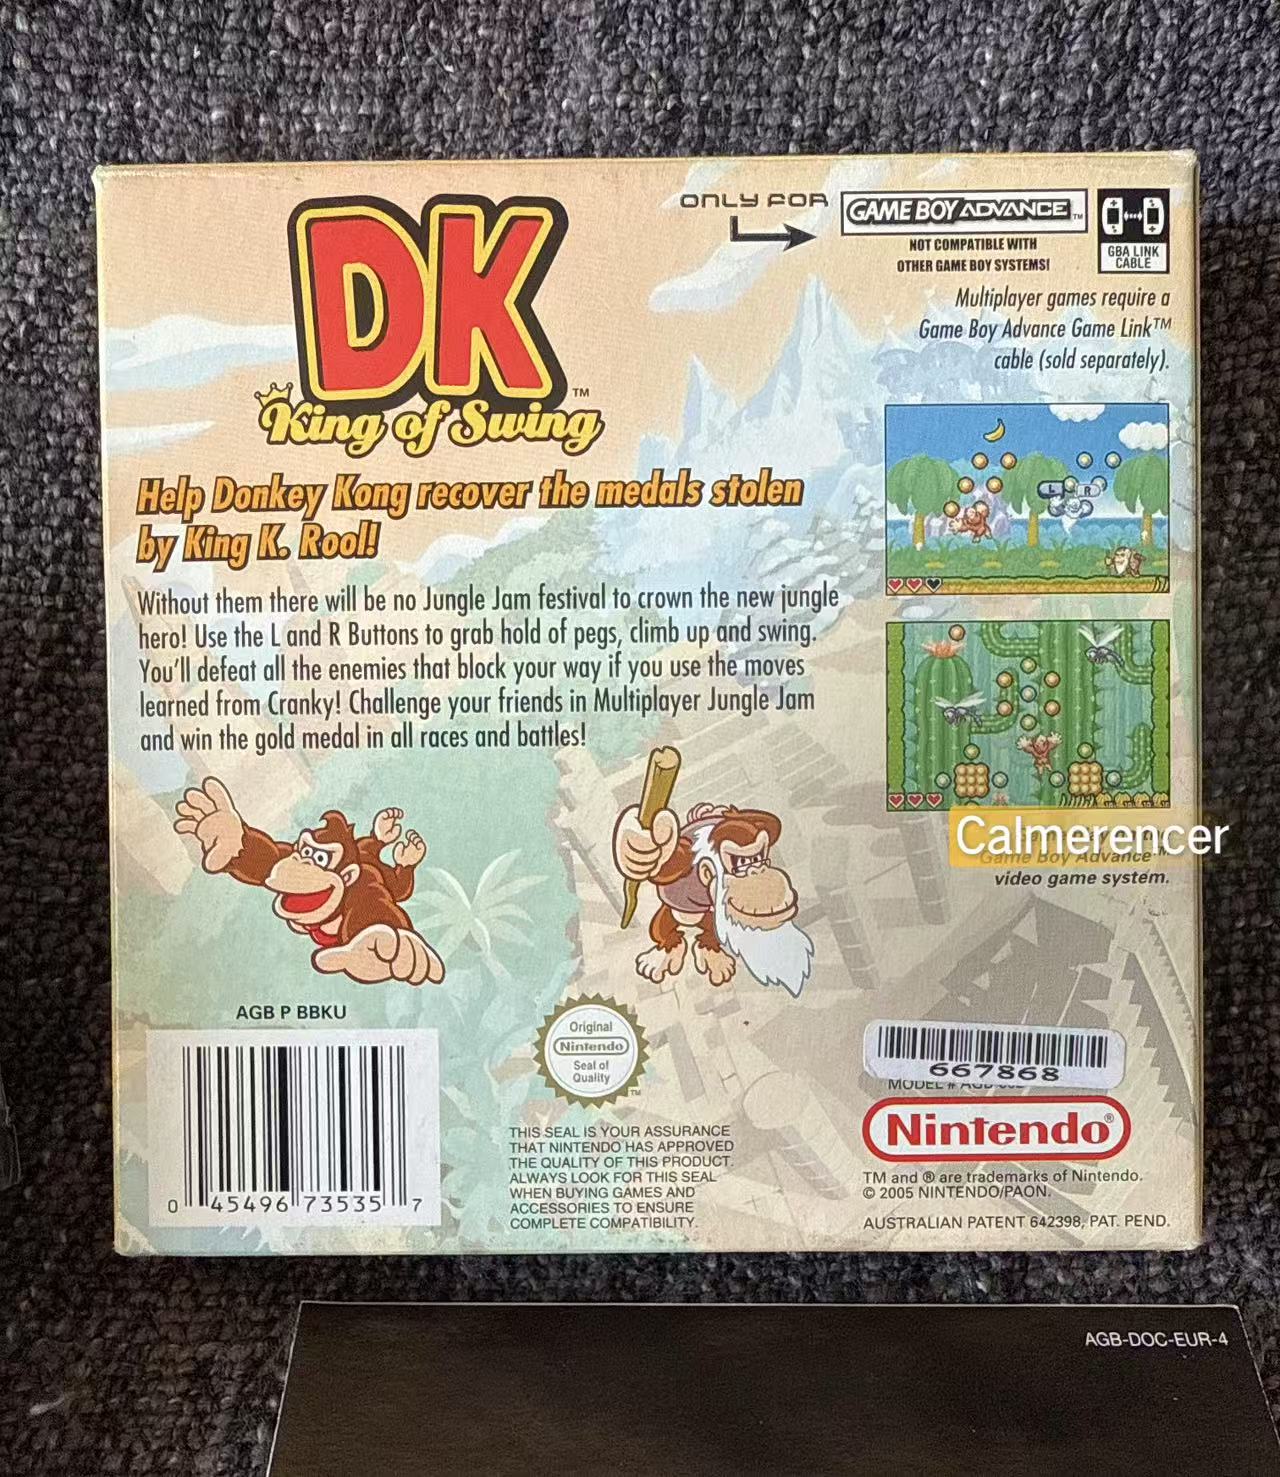 DK
TM
King of Swing
ONLY FOR
GAME BOY ADVANCE TM
NOT COMPATIBLE WITH
OTHER GAME BOY SYSTEMS!
GBA LINK
CABLE
Multiplayer games require a
Game Boy Advance Game Link™
cable (sold separately).
Help Donkey Kong recover the medals stolen
by King K. Rool!
Without them there will be no Jungle Jam festival to crown the new jungle
hero! Use the L and R Buttons to grab hold of pegs, climb up and swing.
You'll defeat all the enemies that block your way if you use the moves
learned from Cranky! Challenge your friends in Multiplayer Jungle Jam
and win the gold medal in all races and battles!
L R
Calmerencer
Game Boy Advance™
video game system.
AGB P BBKU
0 45496 73535 7
Original
Nintendo
Seal of
Quality
TM
THIS SEAL IS YOUR ASSURANCE
THAT NINTENDO HAS APPROVED
THE QUALITY OF THIS PRODUCT.
ALWAYS LOOK FOR THIS SEAL
WHEN BUYING GAMES AND
ACCESSORIES TO ENSURE
COMPLETE COMPATIBILITY.
667868
MODEL #
Nintendo®
TM and ® are trademarks of Nintendo.
© 2005 NINTENDO/PAON.
AUSTRALIAN PATENT 642398, PAT. PEND.
AGB-DOC-EUR-4